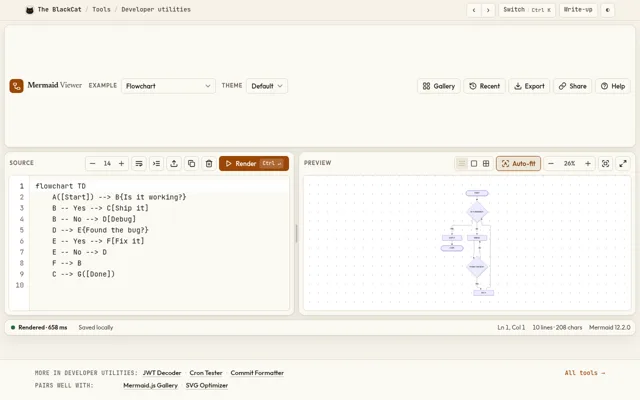 The BlackCat / Tools / Developer utilities
Switch Ctrl K
Write-up
Mermaid Viewer
EXAMPLE
Flowchart
THEME
Default
Gallery
Recent
Export
Share
Help
SOURCE
14
Render Ctrl
PREVIEW
Auto-fit
26%
1 flowchart TD
2 A([Start]) --> B{Is it working?}
3 B -- Yes --> C[Ship it]
4 B -- No --> D[Debug]
5 D --> E{Found the bug?}
6 E -- Yes --> F[Fix it]
7 E -- No --> D
8 F --> B
9 C --> G([Done])
10
Rendered · 658 ms
Saved locally
Ln 1, Col 1
10 lines · 208 chars
Mermaid 12.2.0
MORE IN DEVELOPER UTILITIES: JWT Decoder · Cron Tester · Commit Formatter
All tools →
PAIRS WELL WITH: Mermaid.js Gallery · SVG Optimizer